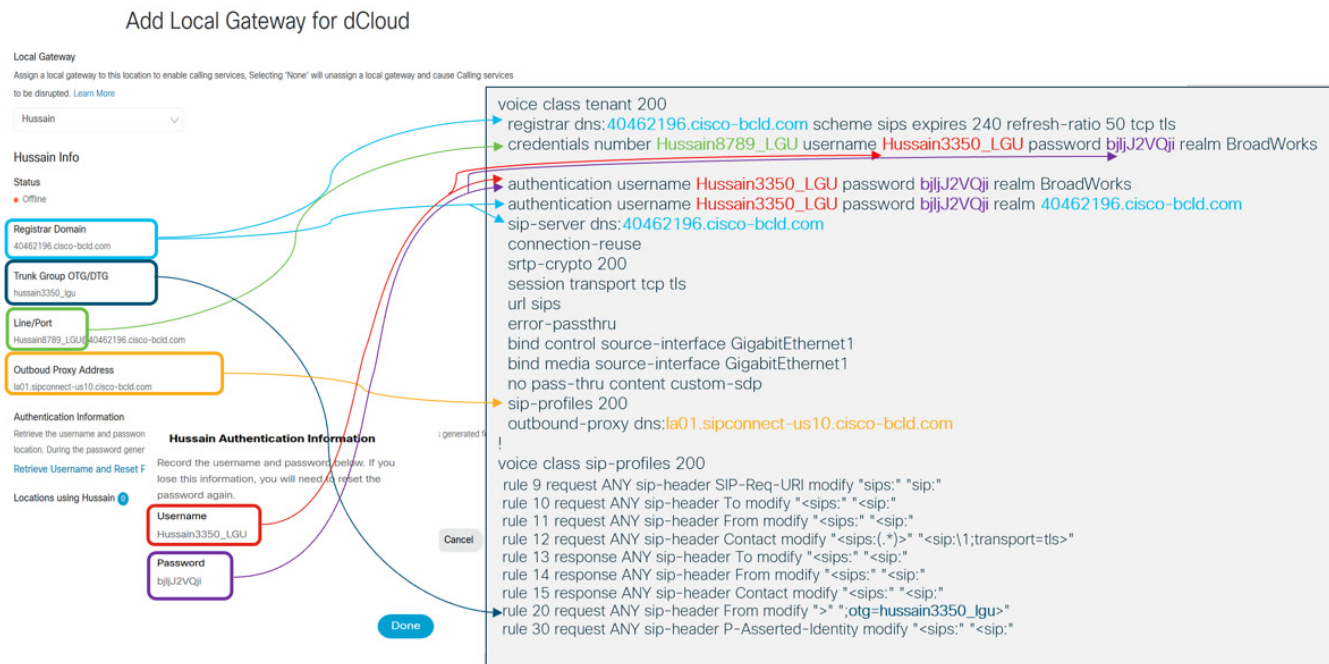 Add Local Gateway for dCloud
Local Gateway
Assign a local gateway to this location to enable calling services, Selecting 'None' will unassign a local gateway and cause Calling services
to be disrupted. Learn More
Hussain
Hussain Info
Status
Offline
Registrar Domain
40462196.cisco-bcld.com
Trunk Group OTG/DTG
hussain3350_lgu
Line/Port
Hussain8789_LGU@40462196.cisco-bcld.com
Outboud Proxy Address
la01.sipconnect-us10.cisco-bcld.com
Authentication Information
Retrieve the username and passwor
s generated f
location. During the password gener
Retrieve Username and Reset P
Locations using Hussain 0
Hussain Authentication Information
Record the username and password below. If you
lose this information, you will need to reset the
password again.
Username
Hussain3350_LGU
Password
bjljJ2VQji
Cancel
Done
voice class tenant 200
registrar dns:40462196.cisco-bcld.com scheme sips expires 240 refresh-ratio 50 tcp tls
credentials number Hussain8789_LGU username Hussain3350_LGU password bjljJ2VQji realm BroadWorks
authentication username Hussain3350_LGU password bjljJ2VQji realm BroadWorks
authentication username Hussain3350_LGU password bjljJ2VQji realm 40462196.cisco-bcld.com
sip-server dns:40462196.cisco-bcld.com
connection-reuse
srtp-crypto 200
session transport tcp tls
url sips
error-passthru
bind control source-interface GigabitEthernet1
bind media source-interface GigabitEthernet1
no pass-thru content custom-sdp
sip-profiles 200
outbound-proxy dns:la01.sipconnect-us10.cisco-bcld.com
!
voice class sip-profiles 200
rule 9 request ANY sip-header SIP-Req-URI modify "sips:" "sip:"
rule 10 request ANY sip-header To modify "<sips:" "<sip:"
rule 11 request ANY sip-header From modify "<sips:" "<sip:"
rule 12 request ANY sip-header Contact modify "<sips:(.*)>" "<sip:\1;transport=tls>"
rule 13 response ANY sip-header To modify "<sips:" "<sip:"
rule 14 response ANY sip-header From modify "<sips:" "<sip:"
rule 15 response ANY sip-header Contact modify "<sips:" "<sip:"
rule 20 request ANY sip-header From modify ">" ";otg=hussain3350_lgu>"
rule 30 request ANY sip-header P-Asserted-Identity modify "<sips:" "<sip:"